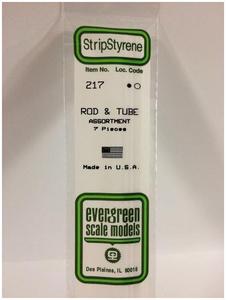 StripStyrene
Item No. Loc. Code
217
ROD & TUBE
ASSORTMENT
7 Pieces
Made in U.S.A.
evergreen
scale models
Des Plaines, IL 60018